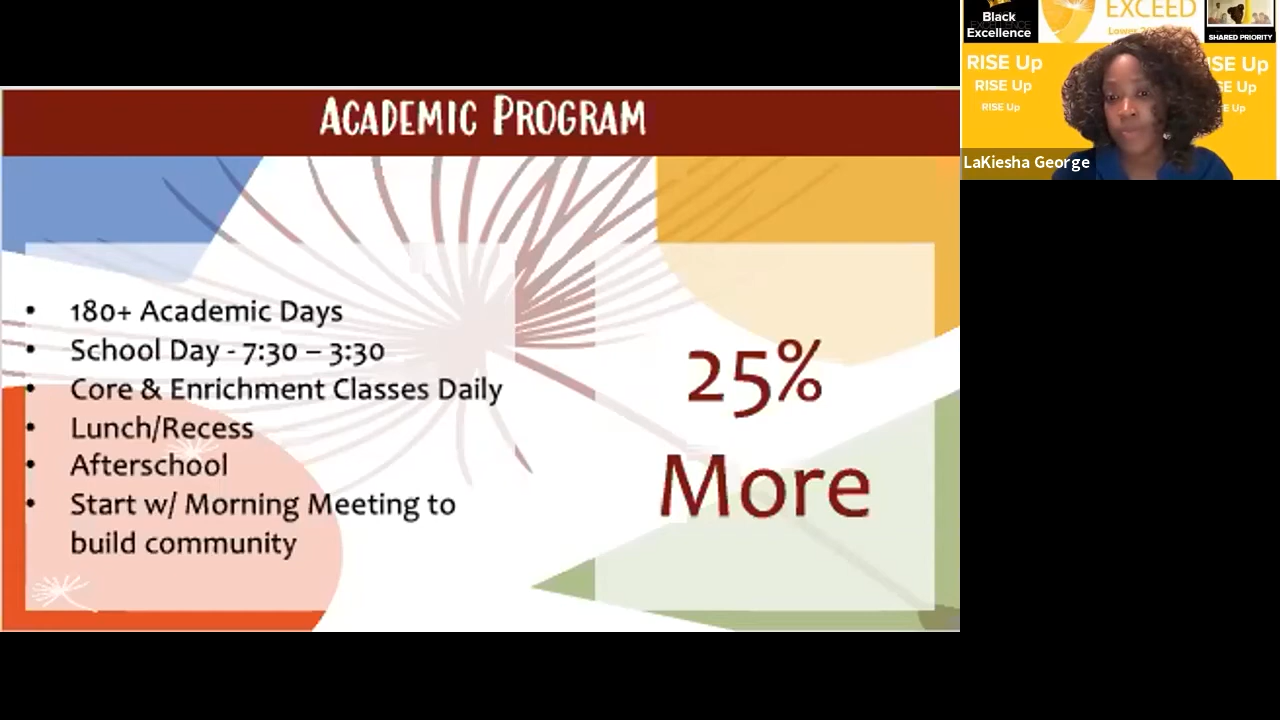 ACADEMIC PROGRAM
• 180+ Academic Days
• School Day - 7:30 – 3:30
• Core & Enrichment Classes Daily
• Lunch/Recess
• Afterschool
• Start w/ Morning Meeting to
build community
25%
More
Black
Excellence
EXCEED
SHARED PRIORITY
RISE Up
RISE Up
RISE Up
LaKiesha George